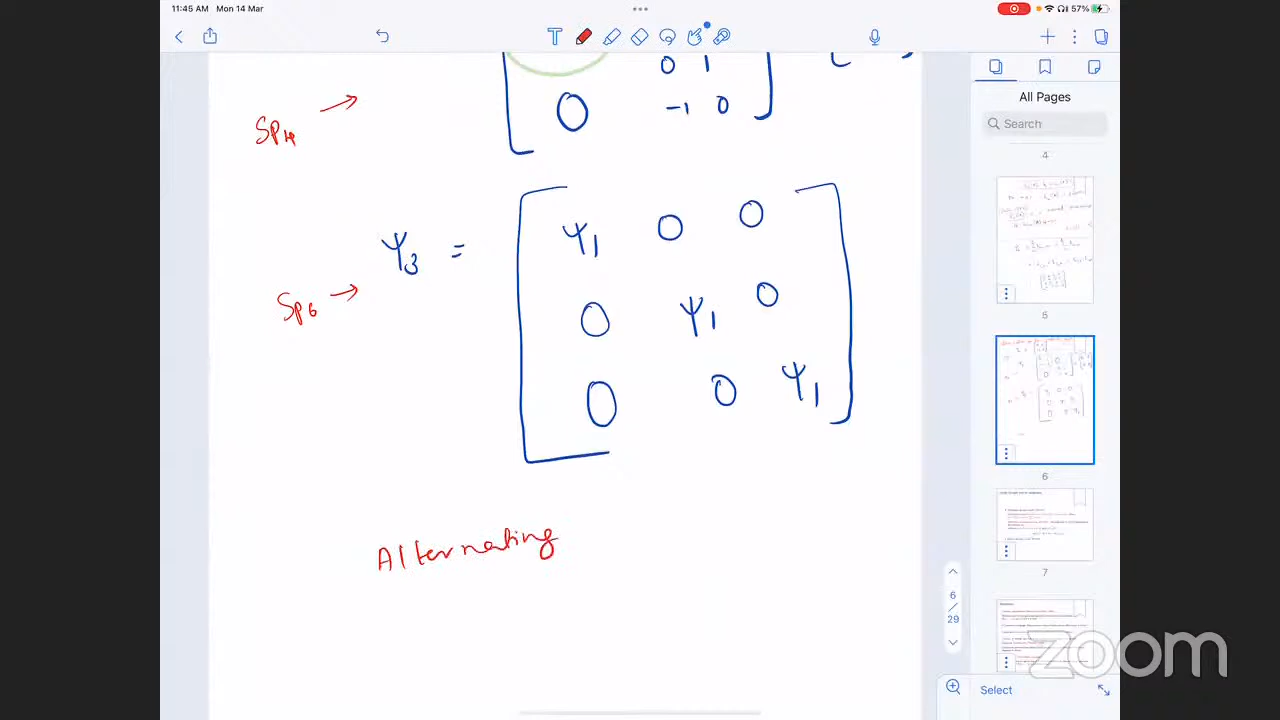 11:45 AM Mon 14 Mar
57%
All Pages
Search
0 1
0 -1 0
Sp4
Ψ3 = Ψ1 0 0
Sp6
0 Ψ1 0
0 0 Ψ1
Alternating
4
5
6
7
6
/
29
Select
zoom